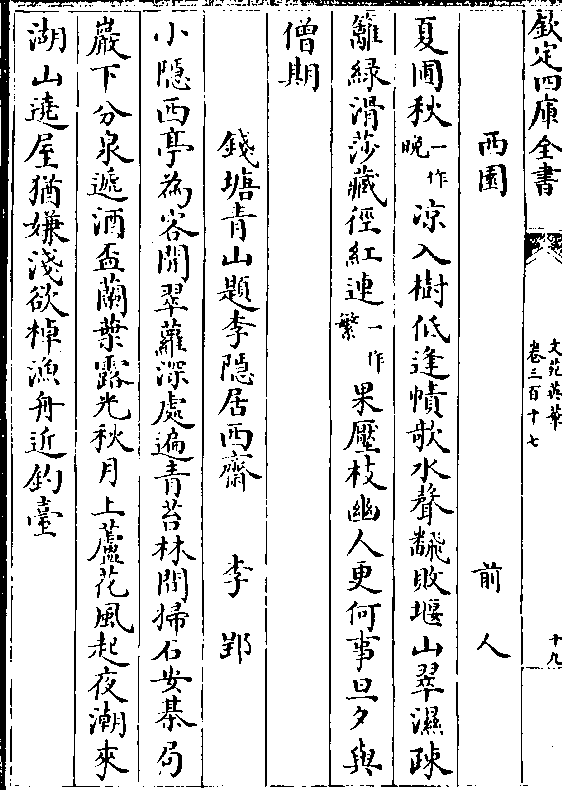 欽定四庫全書 文苑英華 卷三百十七 十九
西園 前人
夏圃秋一作晚凉入樹低逢幘欹水聲飜敗堰山翠濕疎
籬緑滑莎藏徑紅連一作繁果壓枝幽人更何事旦夕與
僧期
錢塘青山題李隠居西齋 李郢
小隠西亭為客開翠蘿深處遍青苔林間掃石安棊局
巖下分泉遞酒盃蘭葉露光秋月上蘆花風起夜潮來
湖山遶屋猶嫌淺欲棹漁舟近釣臺